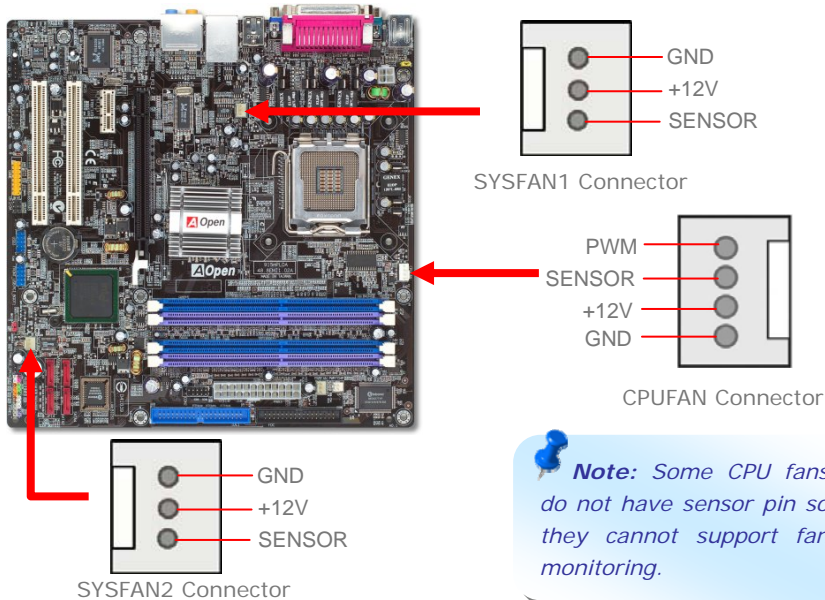 GND
+12V
SENSOR
SYSFAN1 Connector
AOpen
AOpen
PWM
SENSOR
+12V
GND
CPUFAN Connector
GND
+12V
SENSOR
SYSFAN2 Connector
Note: Some CPU fans
do not have sensor pin so
they cannot support fan
monitoring.